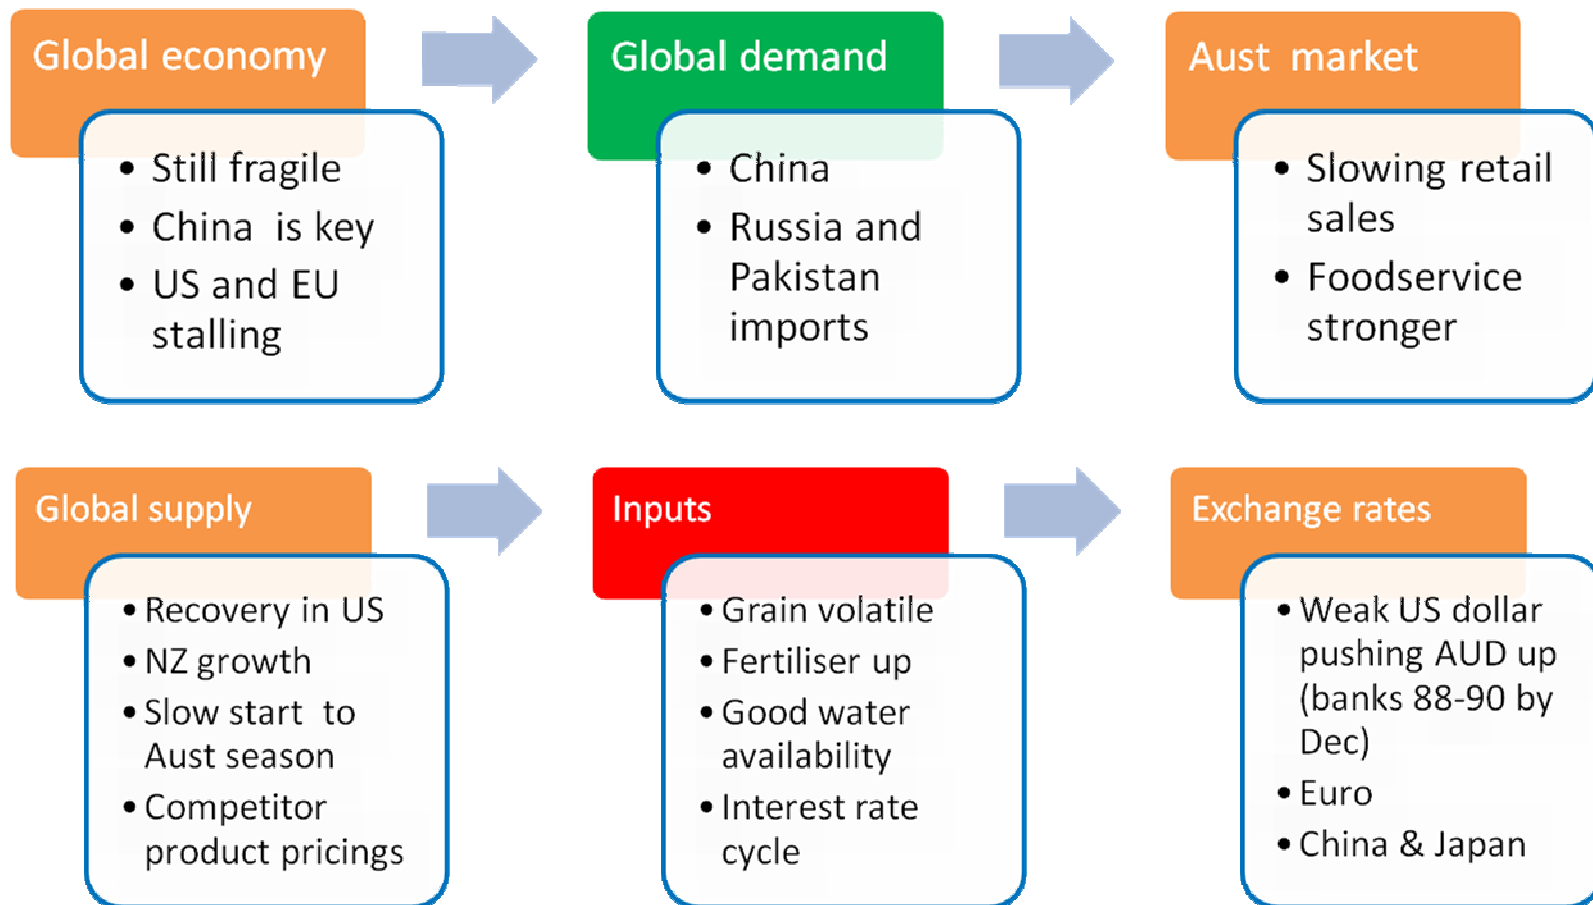 Global economy
• Still fragile
• China is key
• US and EU
stalling
Global demand
• China
• Russia and
Pakistan
imports
Aust market
• Slowing retail
sales
• Foodservice
stronger
Global supply
• Recovery in US
• NZ growth
• Slow start to
Aust season
• Competitor
product pricings
Inputs
• Grain volatile
• Fertiliser up
• Good water
availability
• Interest rate
cycle
Exchange rates
• Weak US dollar
pushing AUD up
(banks 88-90 by
Dec)
• Euro
• China & Japan